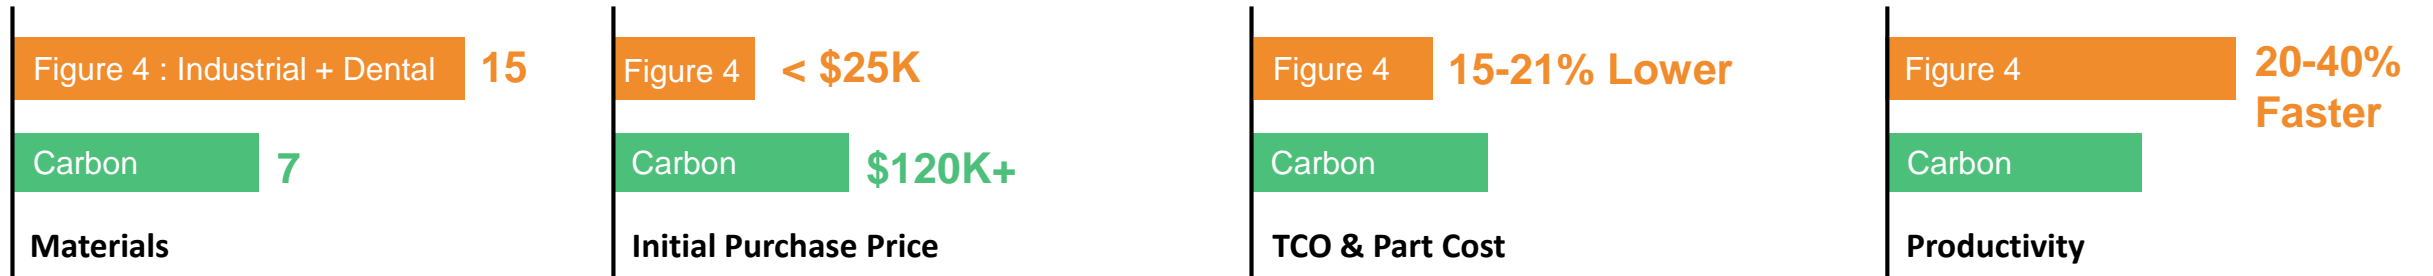 Figure 4 : Industrial + Dental 15
Carbon 7
Materials
Figure 4 < $25K
Carbon $120K+
Initial Purchase Price
Figure 4 15-21% Lower
Carbon
TCO & Part Cost
Figure 4 20-40%
Faster
Carbon
Productivity